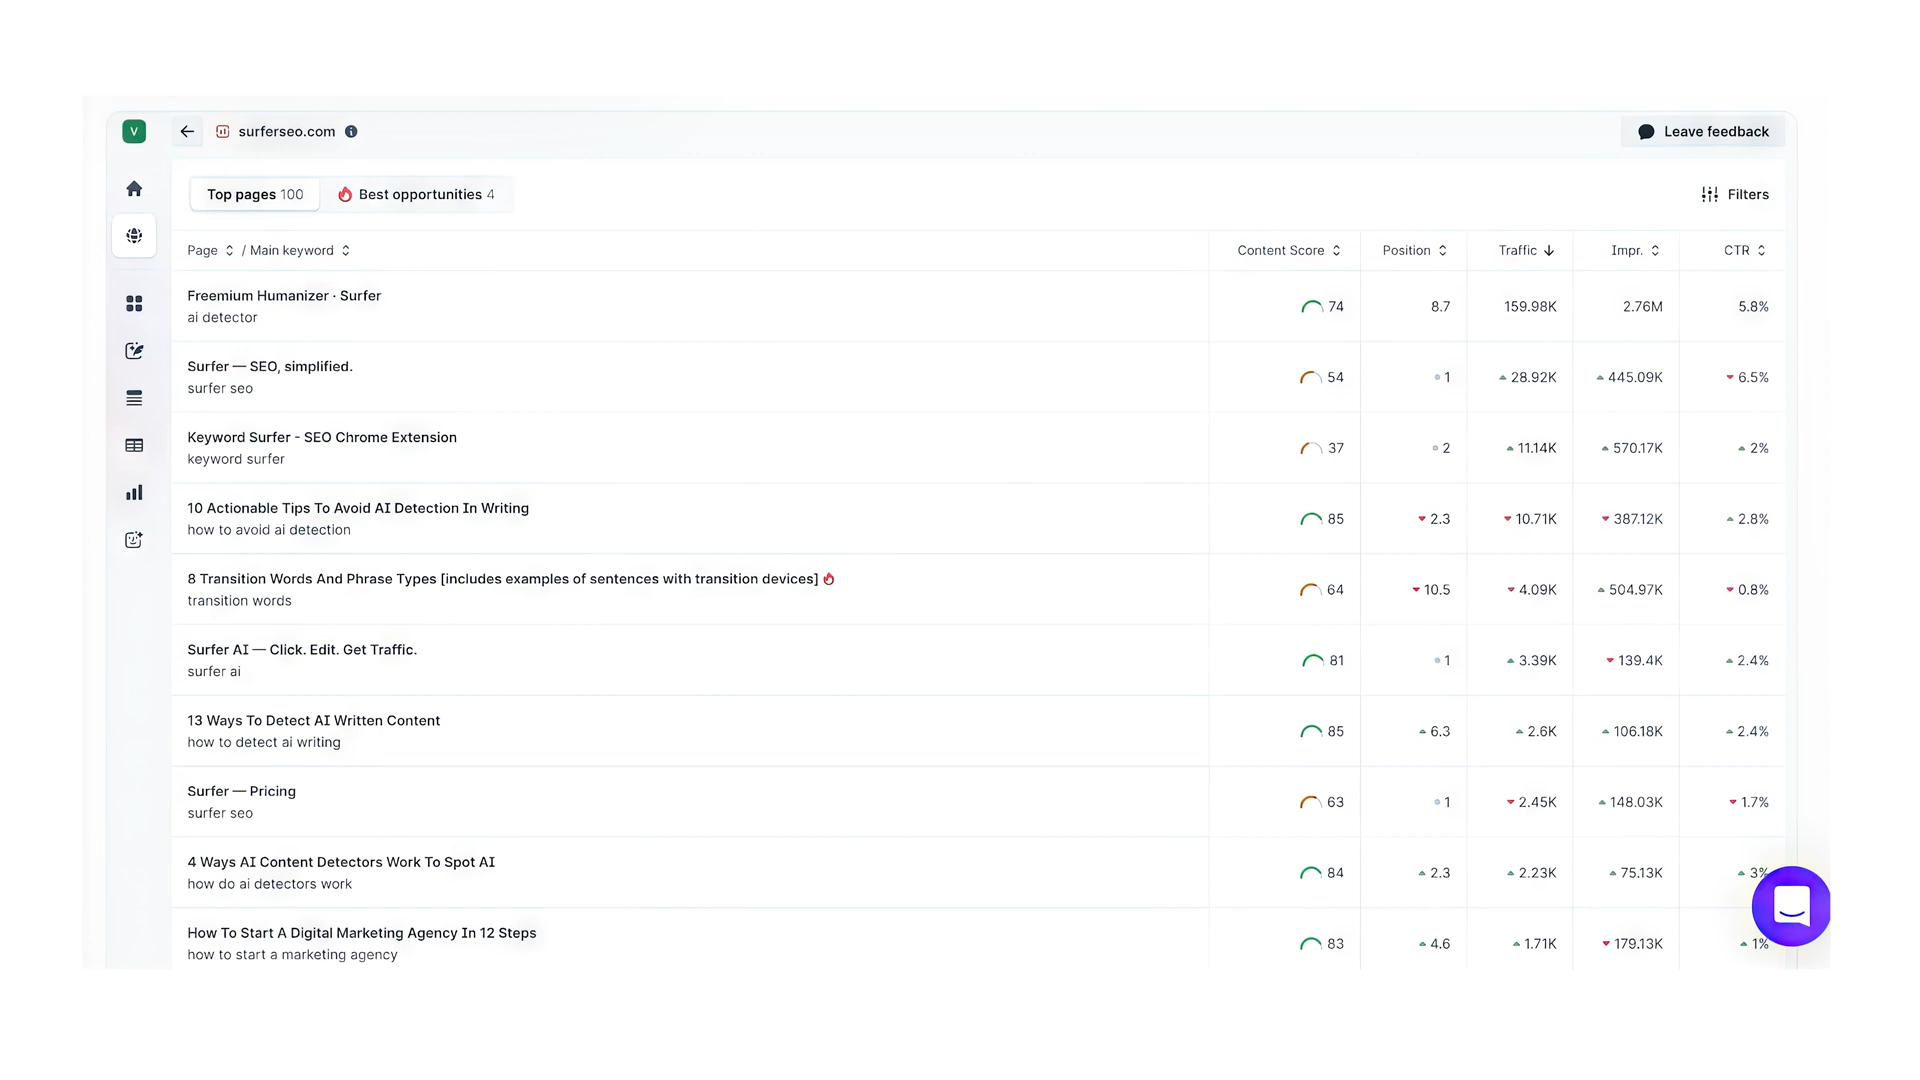 V
surferseo.com
Leave feedback
Top pages 100
Best opportunities 4
Filters
Page / Main keyword
Content Score
Position
Traffic
Impr.
CTR
Freemium Humanizer · Surfer
ai detector
74
8.7
159.98K
2.76M
5.8%
Surfer — SEO, simplified.
surfer seo
54
1
28.92K
445.09K
6.5%
Keyword Surfer - SEO Chrome Extension
keyword surfer
37
2
11.14K
570.17K
2%
10 Actionable Tips To Avoid AI Detection In Writing
how to avoid ai detection
85
2.3
10.71K
387.12K
2.8%
8 Transition Words And Phrase Types [includes examples of sentences with transition devices]
transition words
64
10.5
4.09K
504.97K
0.8%
Surfer AI — Click. Edit. Get Traffic.
surfer ai
81
1
3.39K
139.4K
2.4%
13 Ways To Detect AI Written Content
how to detect ai writing
85
6.3
2.6K
106.18K
2.4%
Surfer — Pricing
surfer seo
63
1
2.45K
148.03K
1.7%
4 Ways AI Content Detectors Work To Spot AI
how do ai detectors work
84
2.3
2.23K
75.13K
3%
How To Start A Digital Marketing Agency In 12 Steps
how to start a marketing agency
83
4.6
1.71K
179.13K
1%